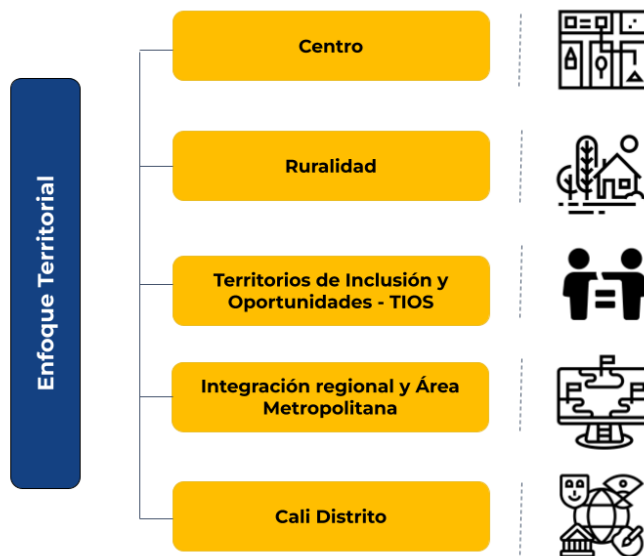 Enfoque Territorial
Centro
Ruralidad
Territorios de Inclusión y
Oportunidades - TIOS
Integración regional y Área
Metropolitana
Cali Distrito